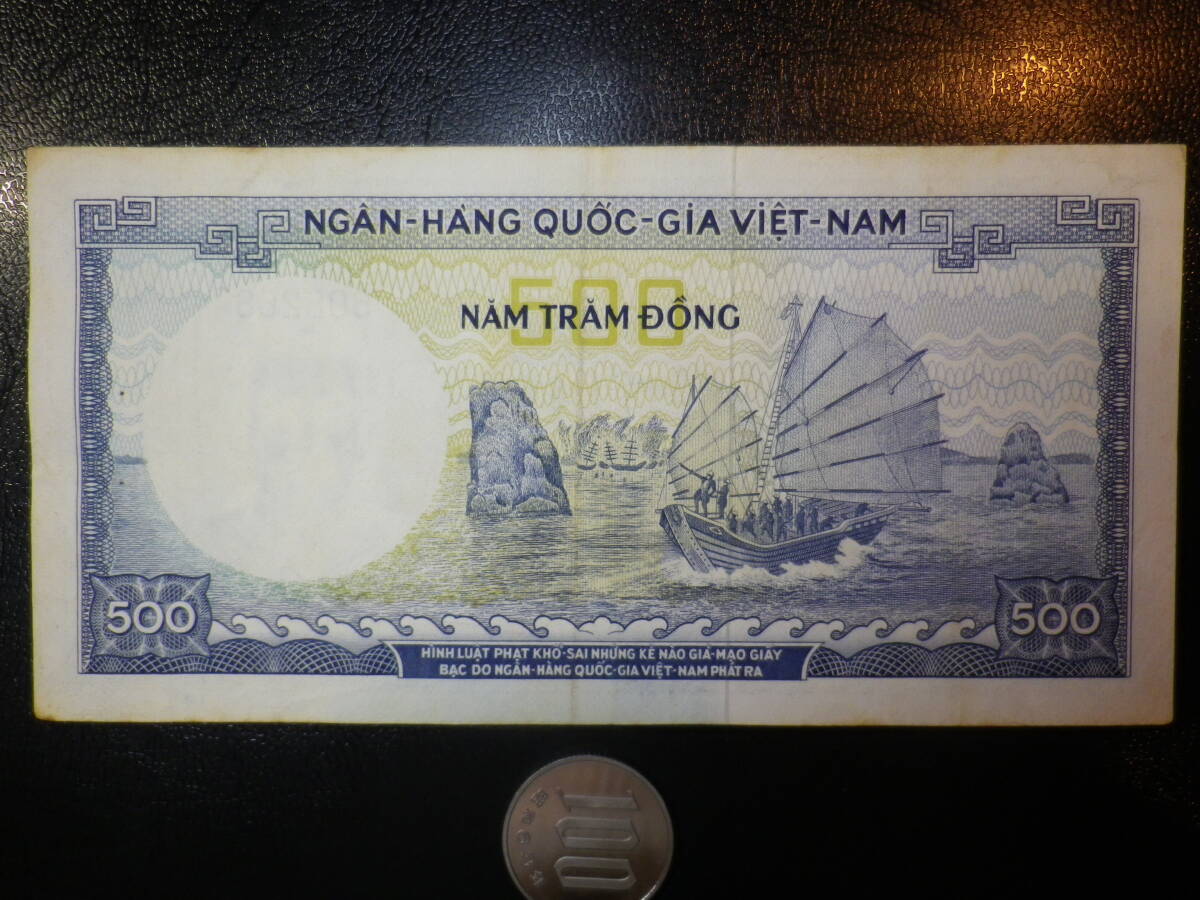 NGÂN-HÀNG QUỐC-GIA VIỆT-NAM
500
NĂM TRĂM ĐỒNG
500
500
HÌNH LUẬT PHẠT KHỔ-SAI NHỮNG KẺ NÀO GIẢ-MẠO GIẤY
BẠC DO NGÂN-HÀNG QUỐC-GIA VIỆT-NAM PHÁT RA
100